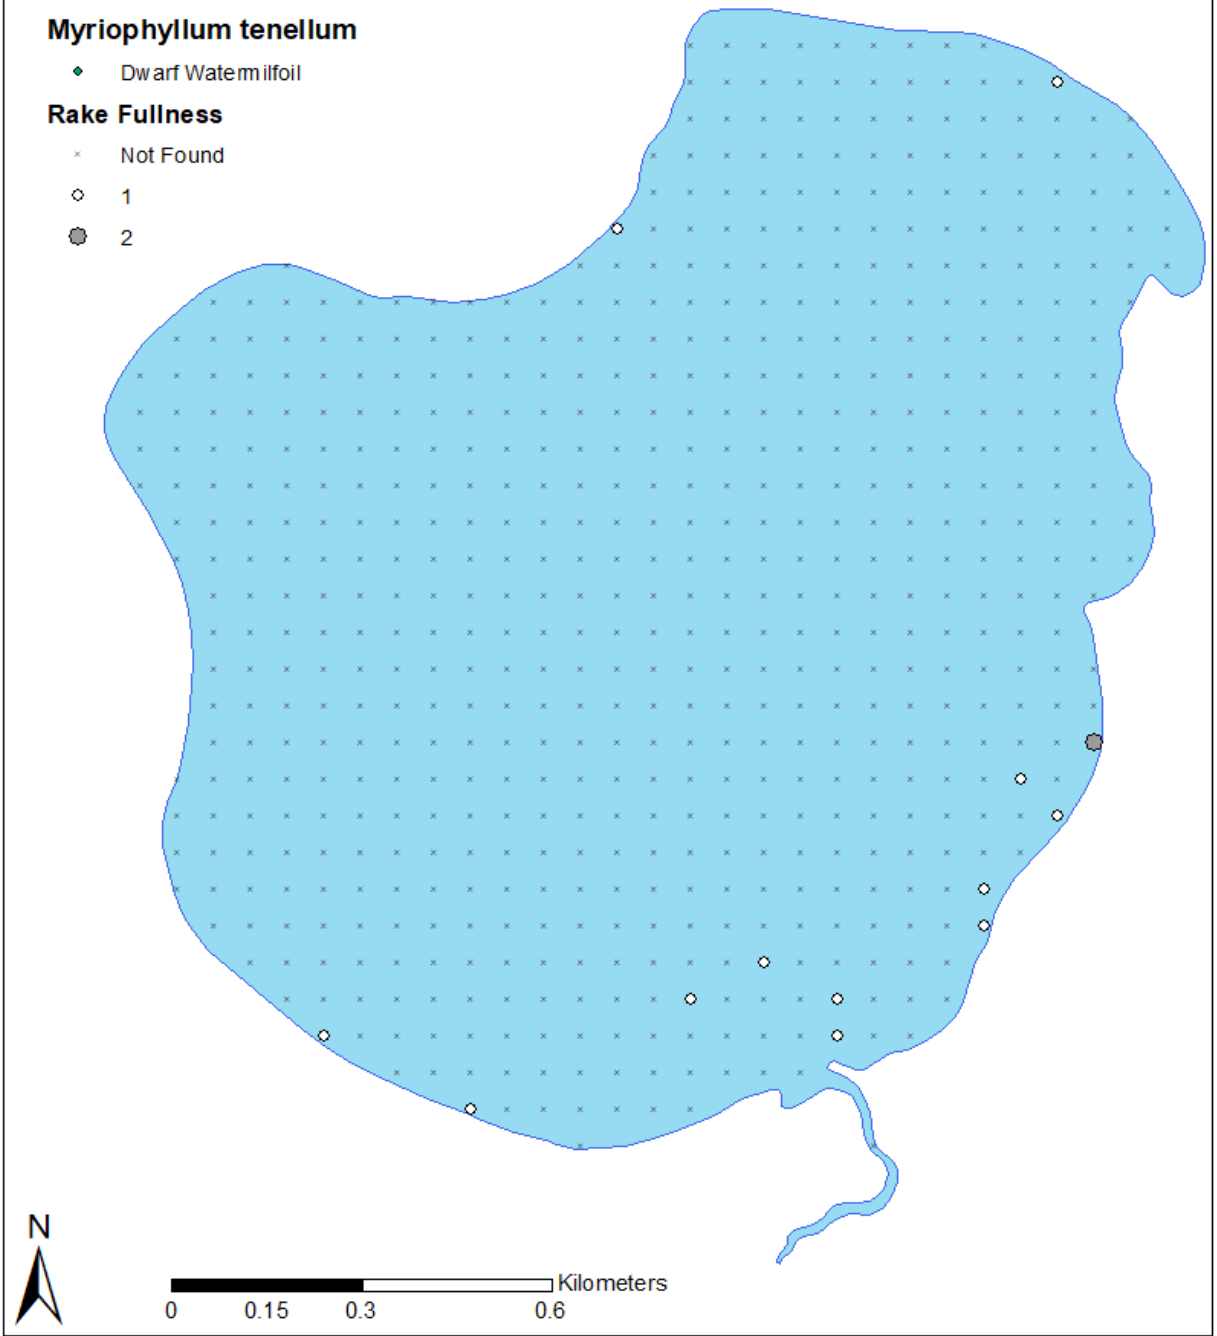 Myriophyllum tenellum
Dwarf Watermilfoil
Rake Fullness
Not Found
1
2
N
Kilometers
0 0.15 0.3 0.6